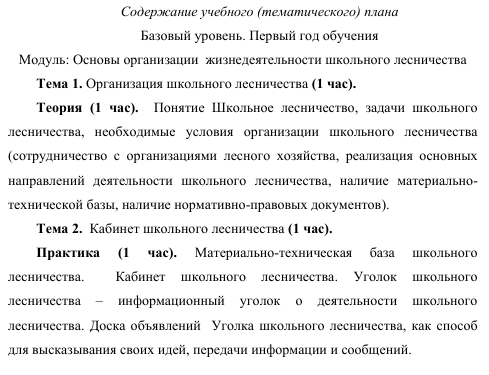 Содержание учебного (тематического) плана
Базовый уровень. Первый год обучения
Модуль: Основы организации жизнедеятельности школьного лесничества
Тема 1. Организация школьного лесничества (1 час).
Теория (1 час). Понятие Школьное лесничество, задачи школьного
лесничества, необходимые условия организации школьного лесничества
(сотрудничество с организациями лесного хозяйства, реализация основных
направлений деятельности школьного лесничества, наличие материально-
технической базы, наличие нормативно-правовых документов).
Тема 2. Кабинет школьного лесничества (1 час).
Практика (1 час). Материально-техническая база школьного
лесничества. Кабинет школьного лесничества. Уголок школьного
лесничества – информационный уголок о деятельности школьного
лесничества. Доска объявлений Уголка школьного лесничества, как способ
для высказывания своих идей, передачи информации и сообщений.